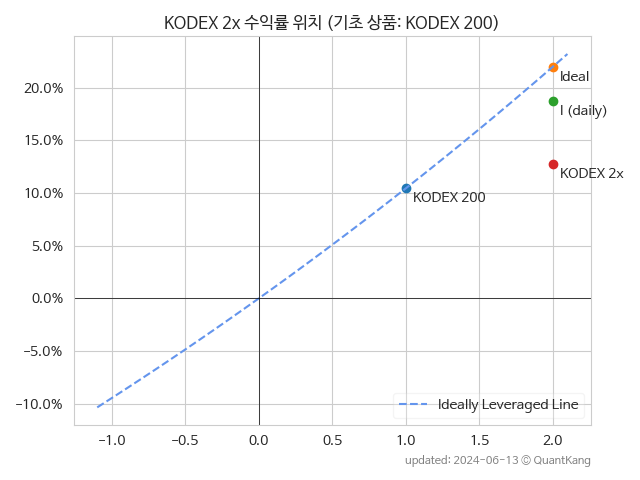 KODEX 2x 수익률 위치 (기초 상품: KODEX 200)
20.0%
15.0%
10.0%
5.0%
0.0%
−5.0%
−10.0%
Ideal
I (daily)
KODEX 2x
KODEX 200
Ideally Leveraged Line
−1.0
−0.5
0.0
0.5
1.0
1.5
2.0
updated: 2024-06-13 © QuantKang